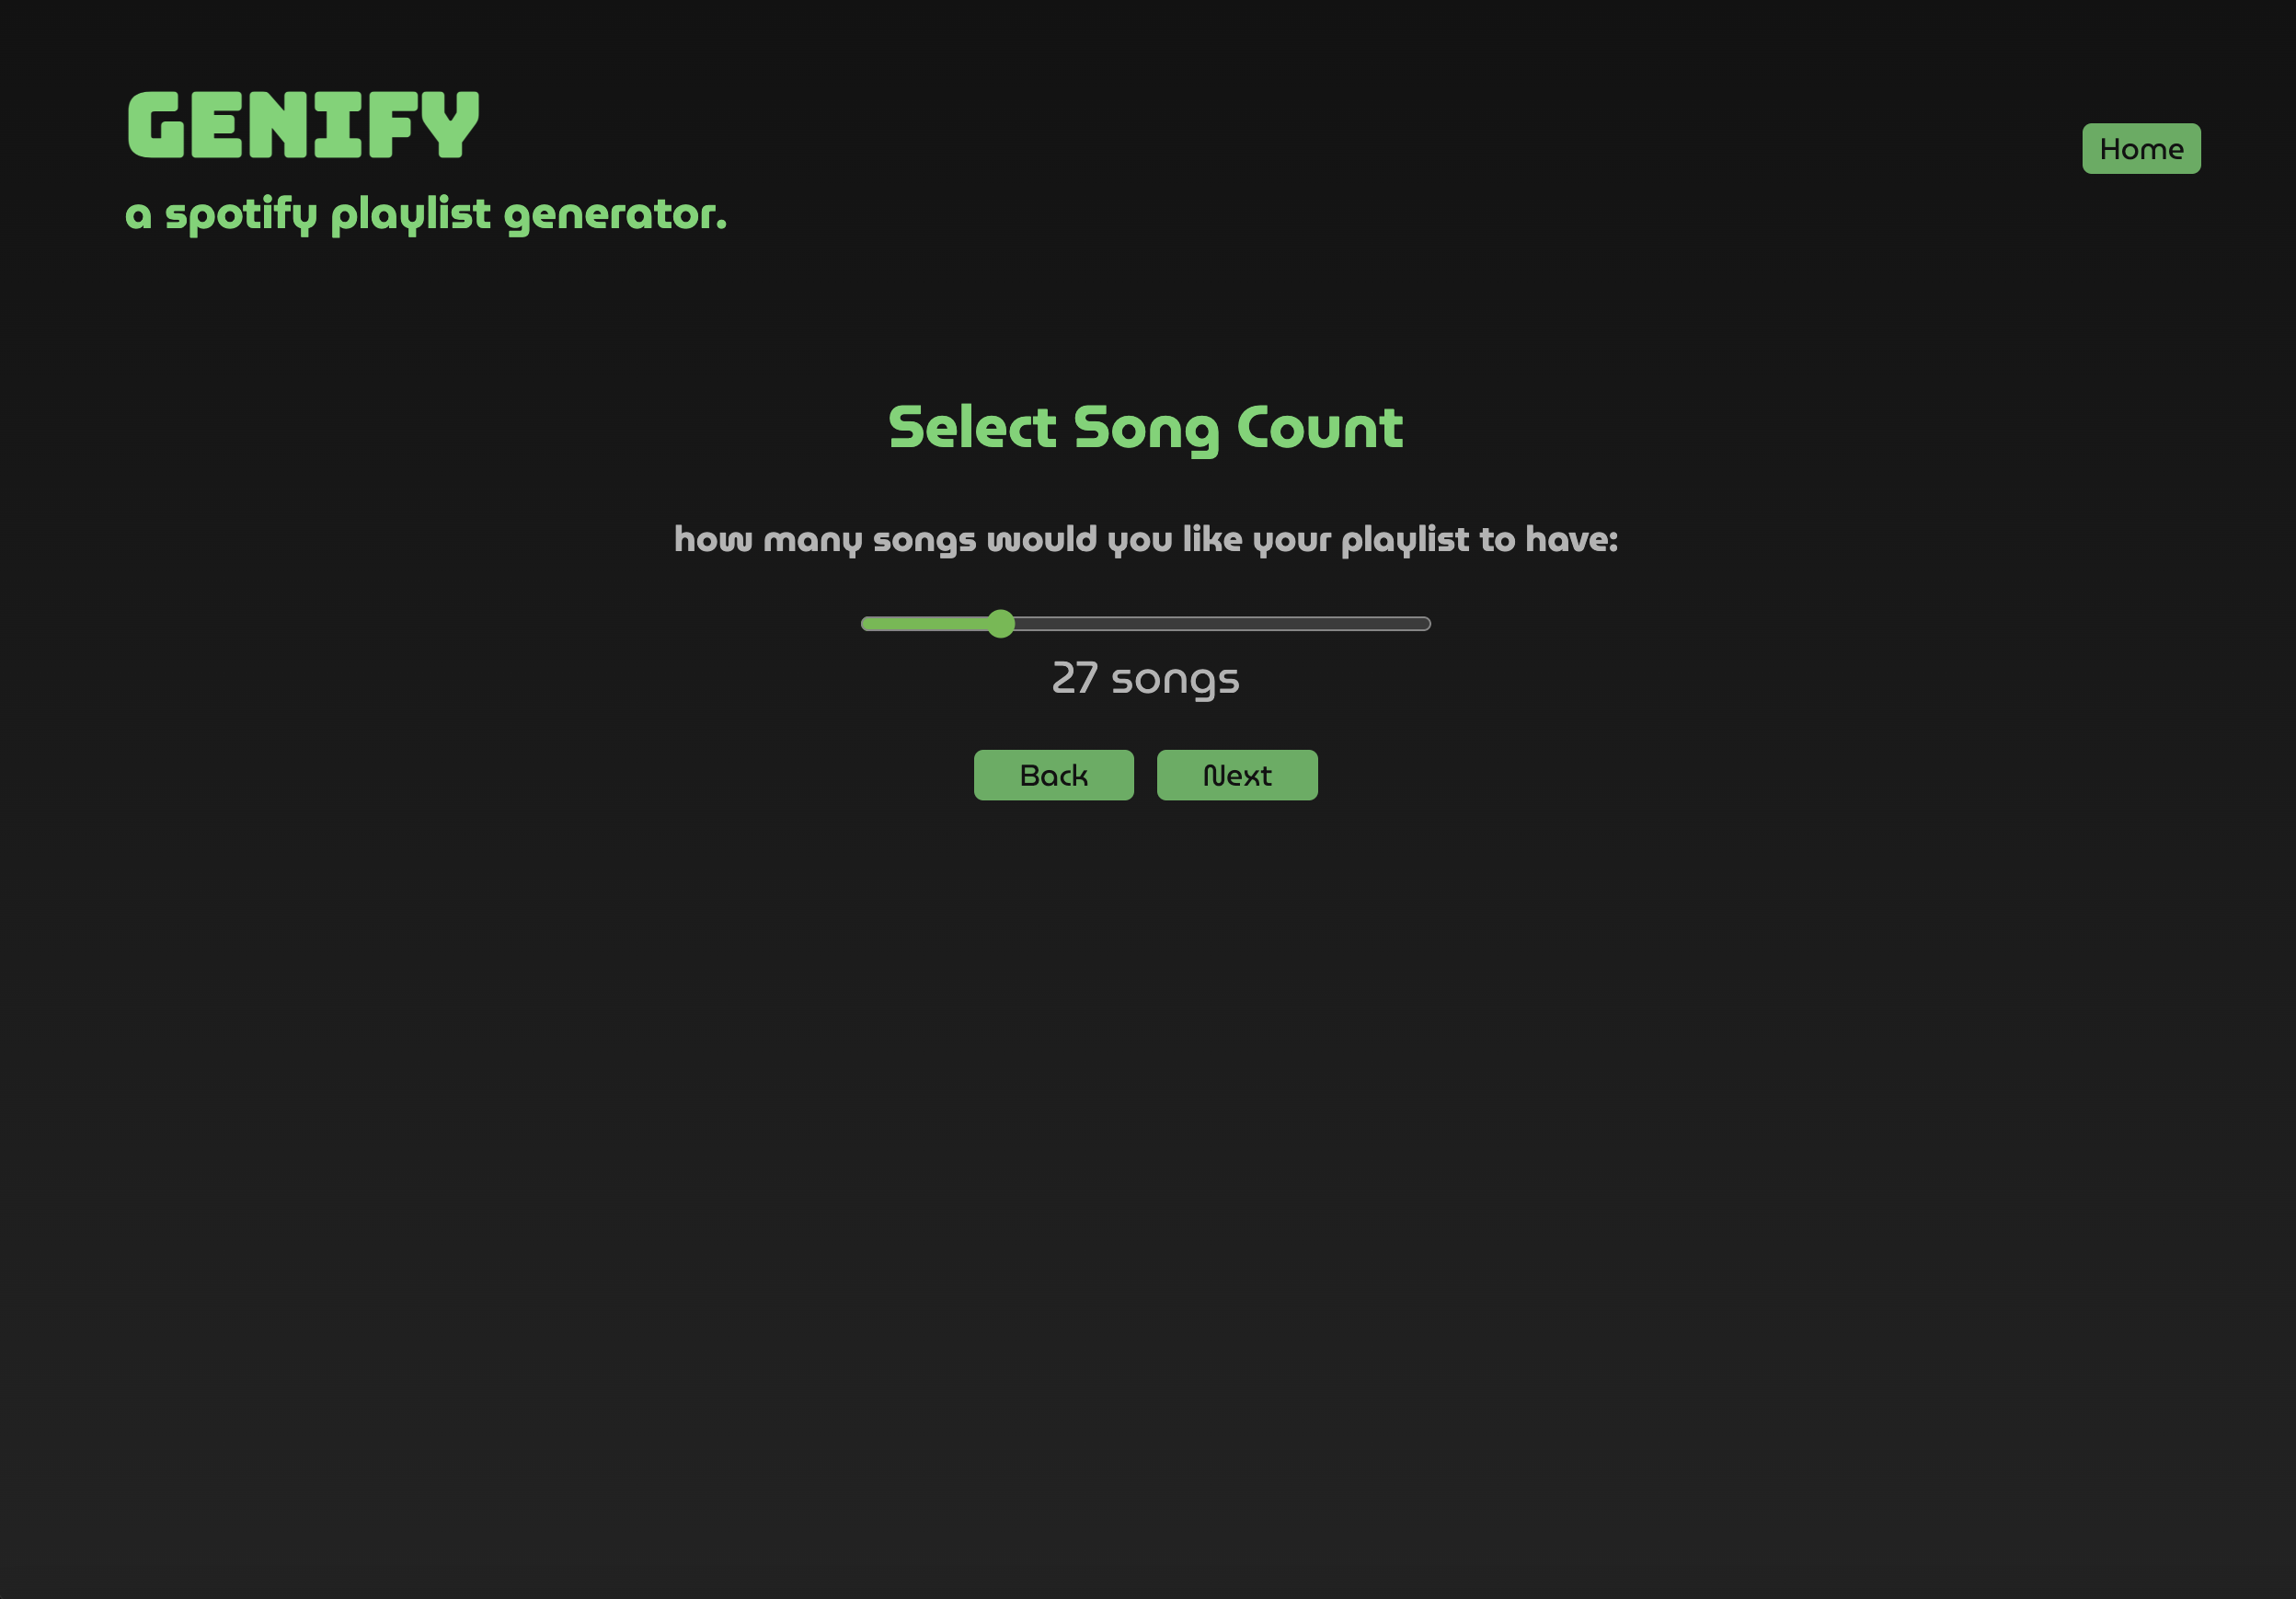 GENIFY
Home
a spotify playlist generator.
Select Song Count
how many songs would you like your playlist to have:
27 songs
Back
Next